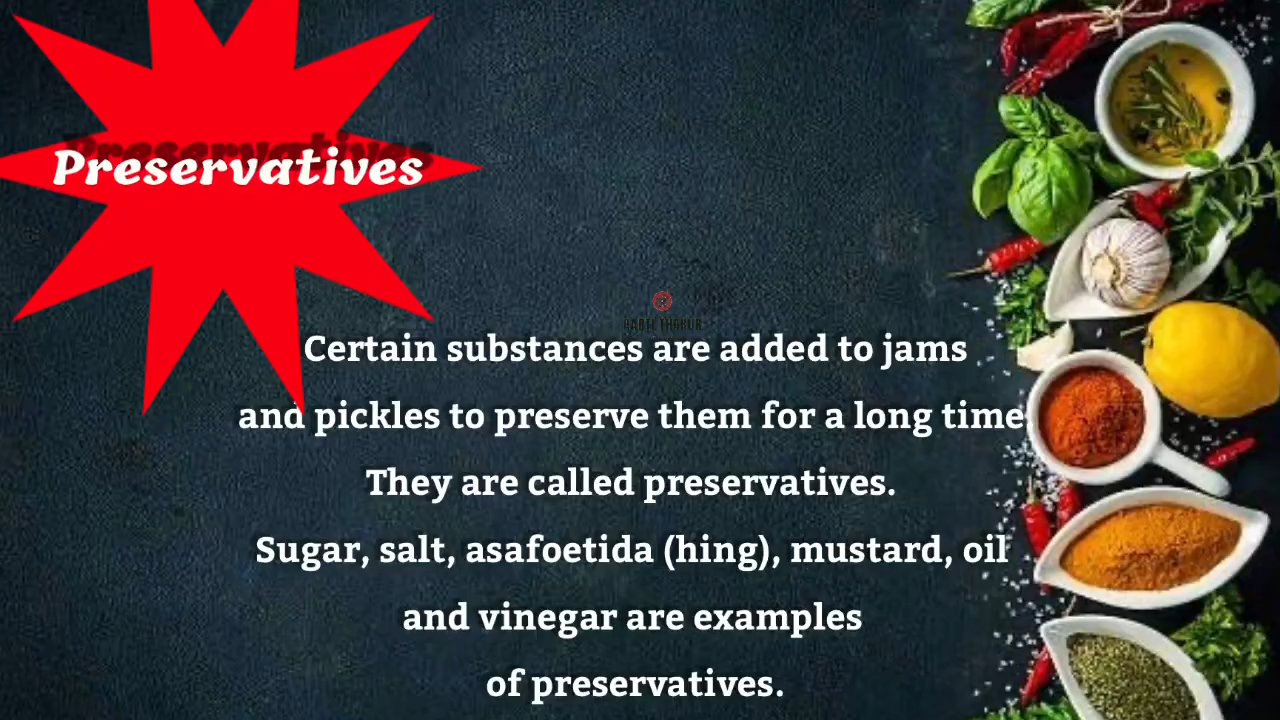 Preservatives
Certain substances are added to jams
and pickles to preserve them for a long time.
They are called preservatives.
Sugar, salt, asafoetida (hing), mustard, oil
and vinegar are examples
of preservatives.